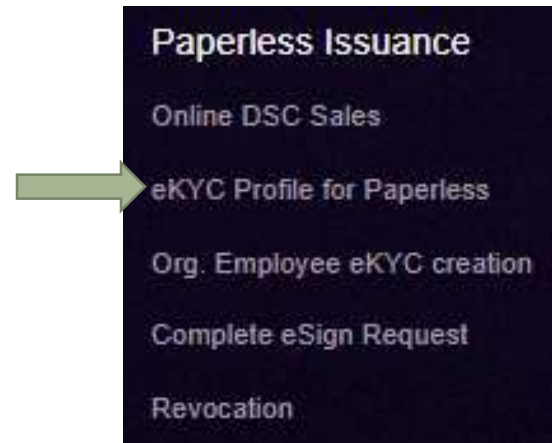 Paperless Issuance
Online DSC Sales
eKYC Profile for Paperless
Org. Employee eKYC creation
Complete eSign Request
Revocation